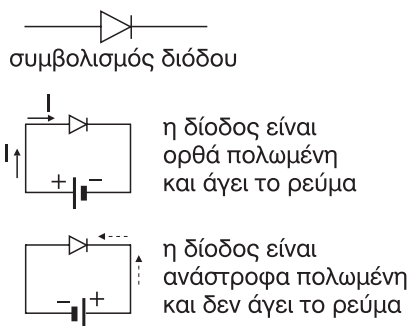 συμβολισμός διόδου
I
I
+ −
η δίοδος είναι
ορθά πολωμένη
και άγει το ρεύμα
− +
η δίοδος είναι
ανάστροφα πολωμένη
και δεν άγει το ρεύμα